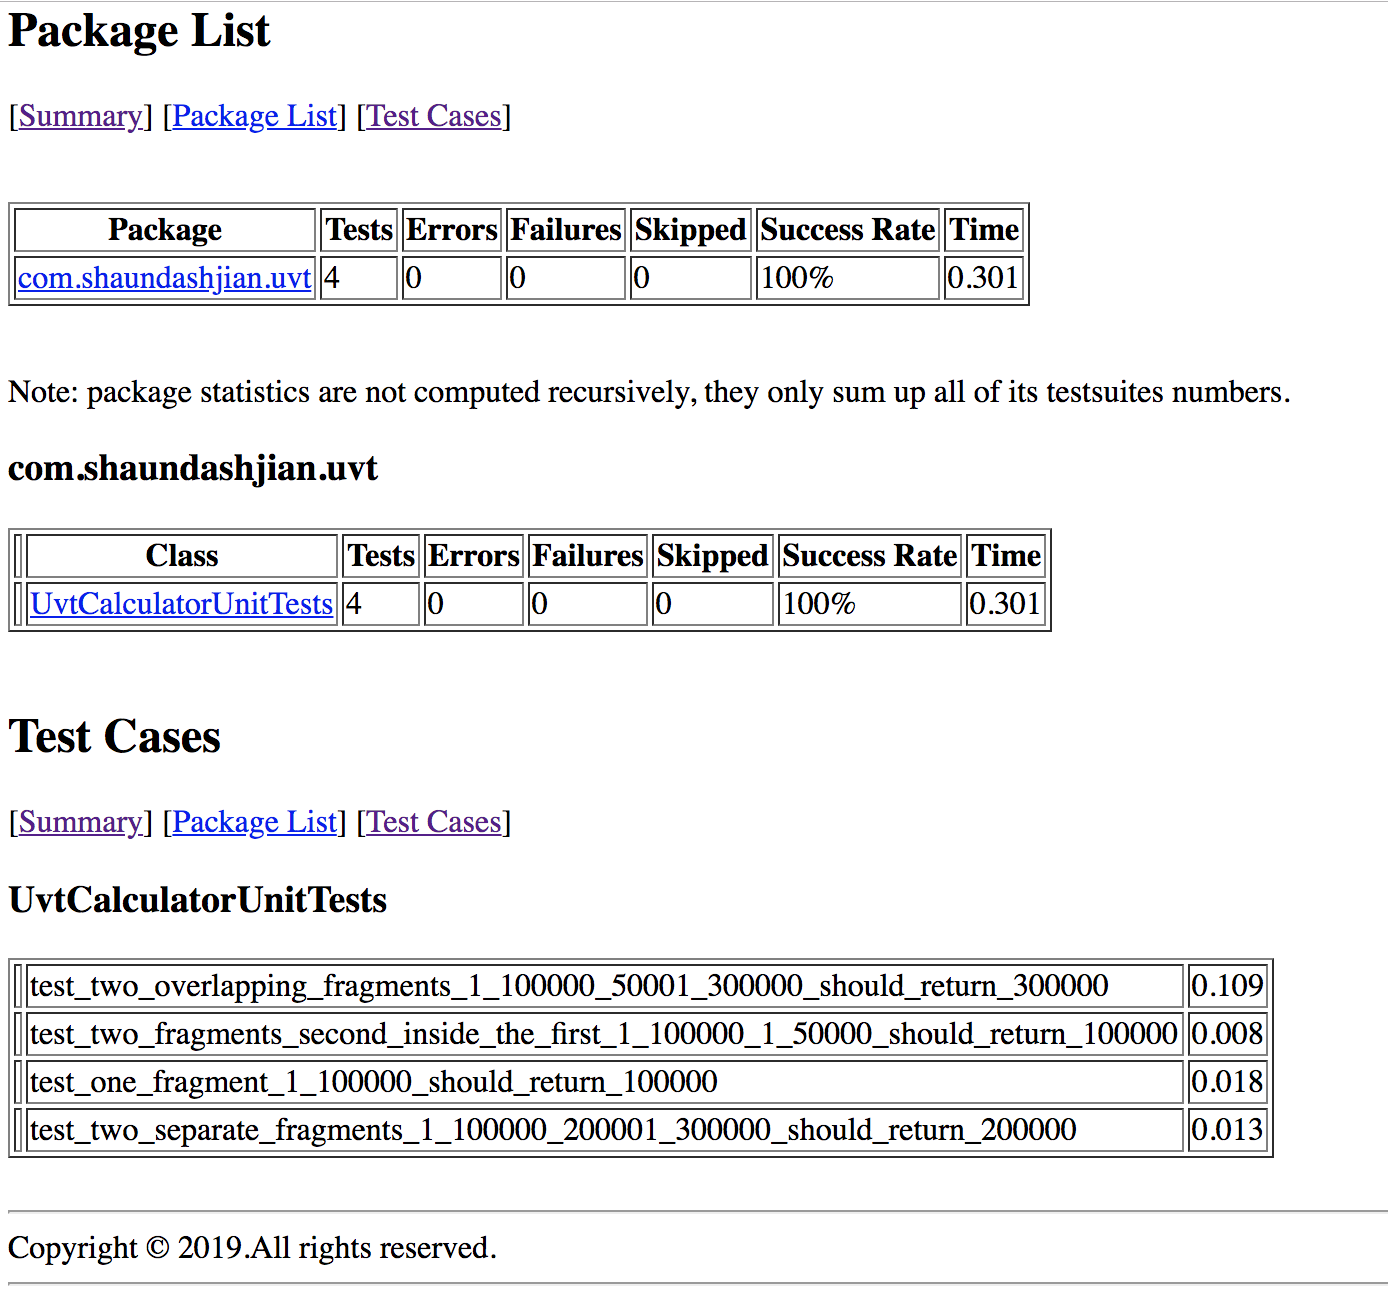 Package List
[Summary] [Package List] [Test Cases]
Package Tests Errors Failures Skipped Success Rate Time
com.shaundashjian.uvt 4 0 0 0 100% 0.301
Note: package statistics are not computed recursively, they only sum up all of its testsuites numbers.
com.shaundashjian.uvt
Class Tests Errors Failures Skipped Success Rate Time
UvtCalculatorUnitTests 4 0 0 0 100% 0.301
Test Cases
[Summary] [Package List] [Test Cases]
UvtCalculatorUnitTests
test_two_overlapping_fragments_1_100000_50001_300000_should_return_300000 0.109
test_two_fragments_second_inside_the_first_1_100000_1_50000_should_return_100000 0.008
test_one_fragment_1_100000_should_return_100000 0.018
test_two_separate_fragments_1_100000_200001_300000_should_return_200000 0.013
Copyright © 2019.All rights reserved.